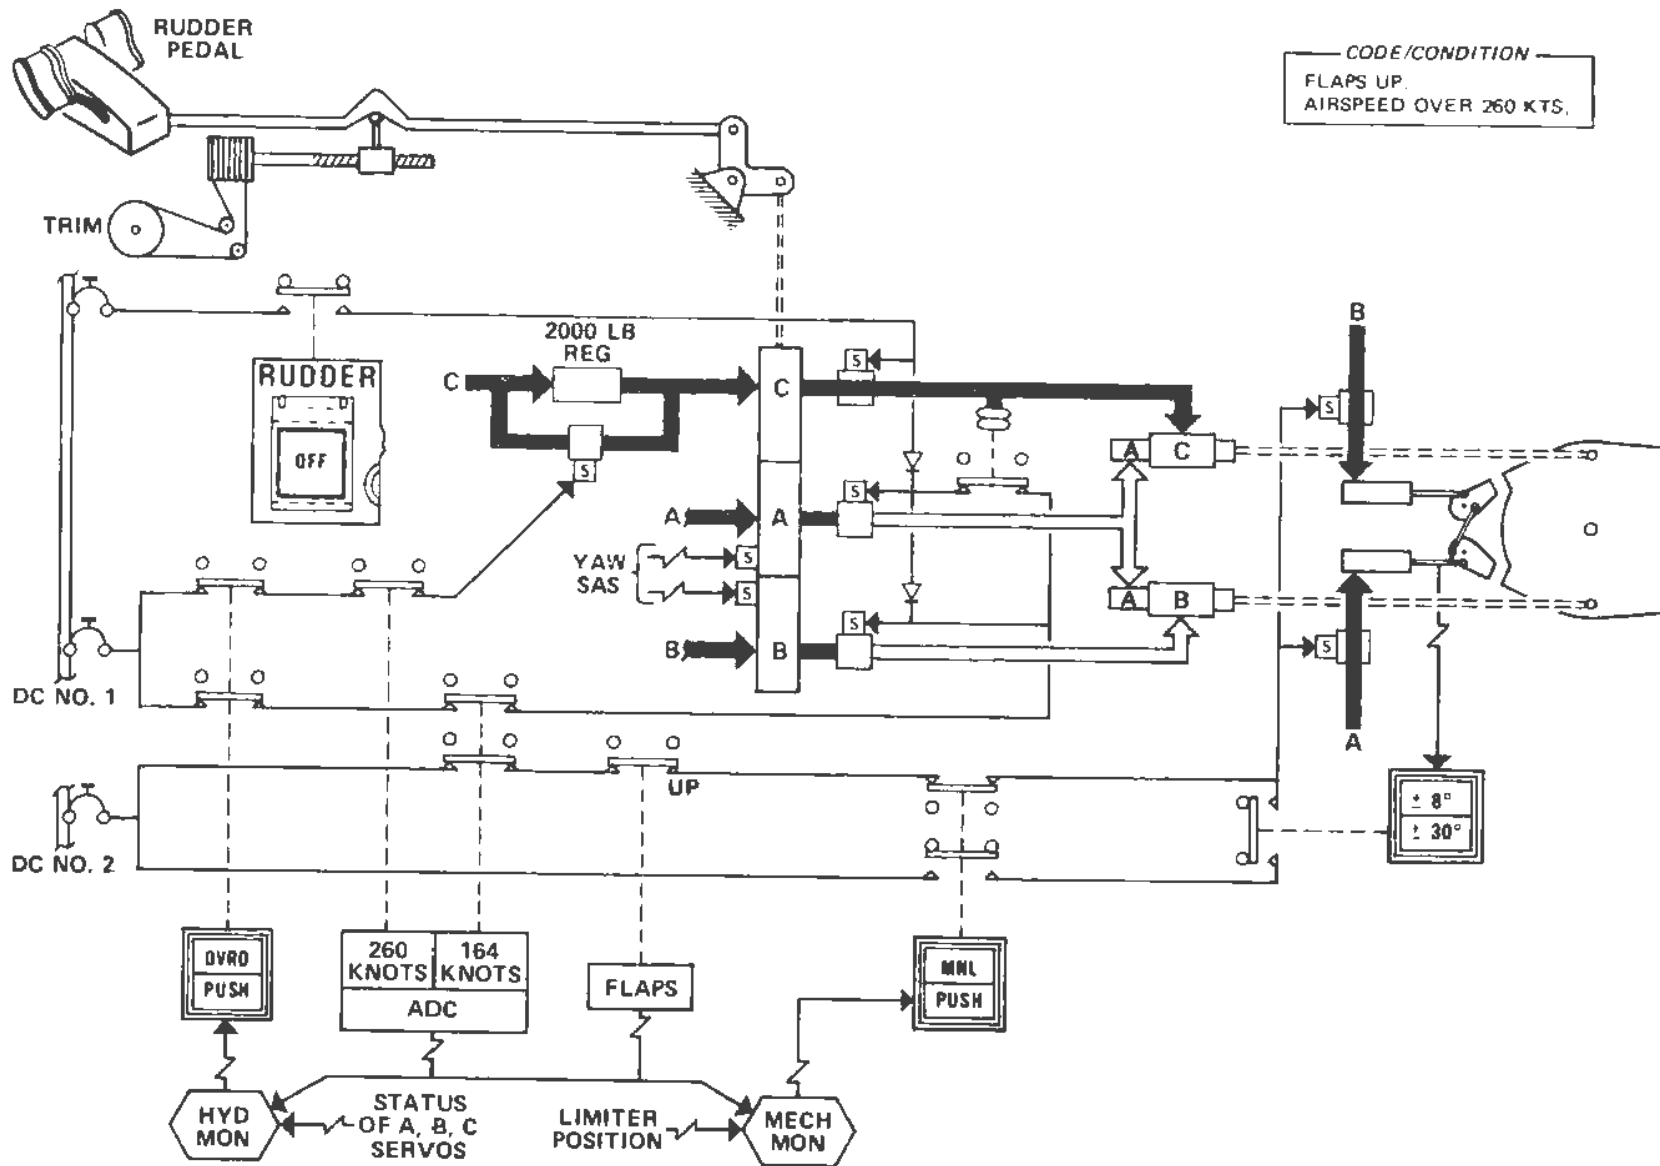 RUDDER
PEDAL
CODE/CONDITION
FLAPS UP.
AIRSPEED OVER 260 KTS.
TRIM
2000 LB
REG
B
RUDDER
OFF
C
C
S
S
S
A
C
A
A
S
YAW
SAS
S
S
A
B
S
B
B
S
S
A
DC NO. 1
UP
± 8°
± 30°
DC NO. 2
OVRD
PUSH
260
KNOTS
164
KNOTS
ADC
FLAPS
MNL
PUSH
HYD
MON
STATUS
OF A, B, C
SERVOS
LIMITER
POSITION
MECH
MON